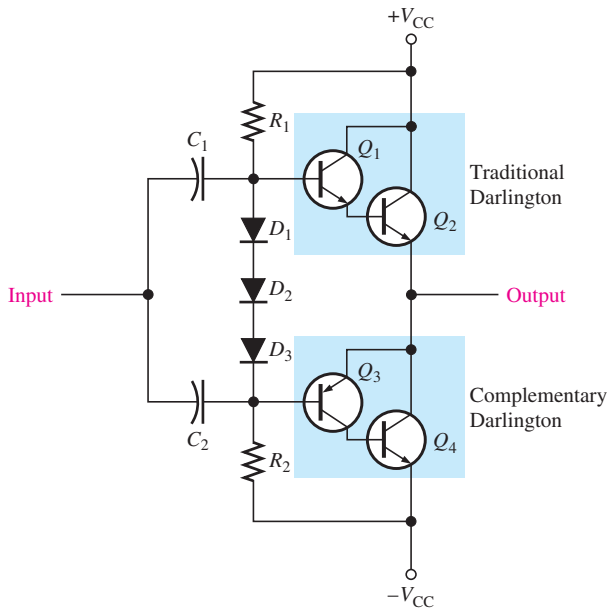 +V_CC
R_1
C_1
Q_1
Traditional
Darlington
Q_2
D_1
Input
D_2
Output
D_3
Q_3
Complementary
Darlington
C_2
R_2
Q_4
−V_CC